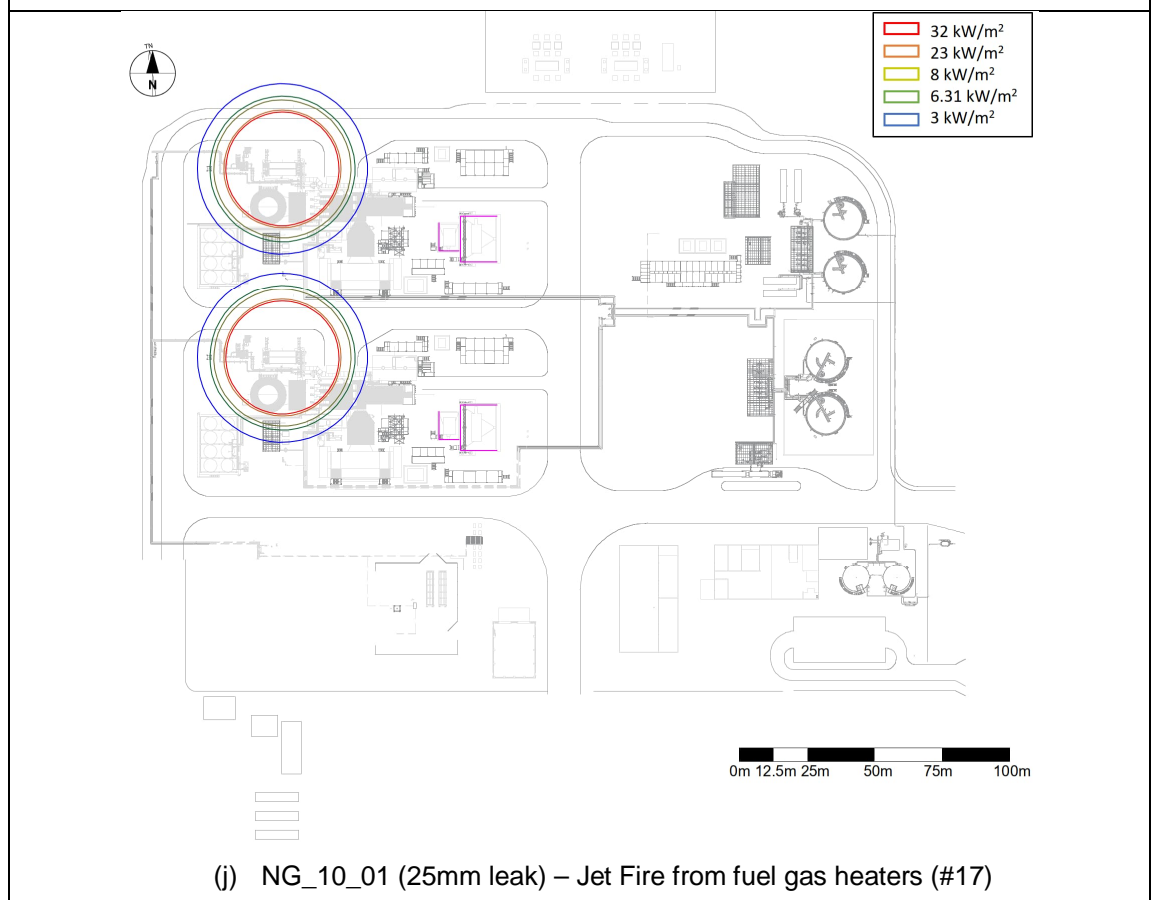 TN
N
32 kW/m²
23 kW/m²
8 kW/m²
6.31 kW/m²
3 kW/m²
0m 12.5m 25m 50m 75m 100m
(j) NG_10_01 (25mm leak) – Jet Fire from fuel gas heaters (#17)